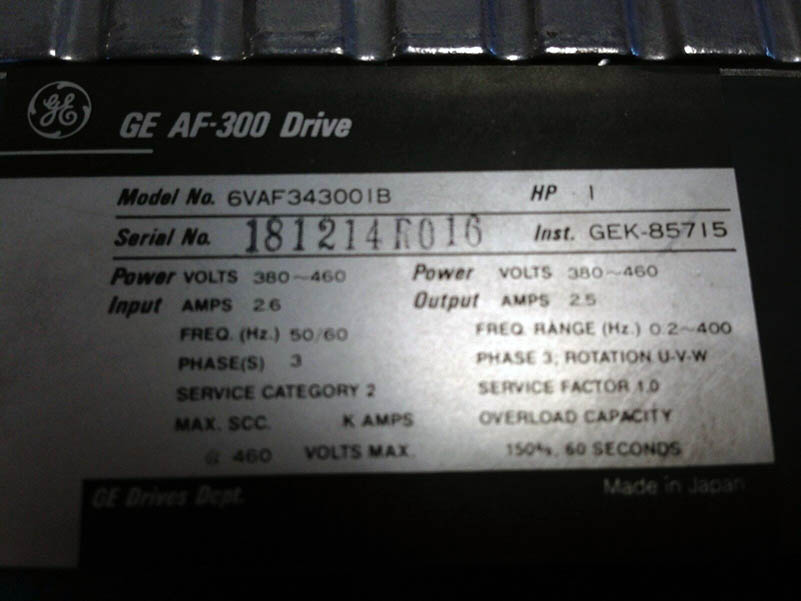 GE
GE AF-300 Drive
Model No. 6VAF343001B HP 1
Serial No. 181214R016 Inst. GEK-85715
Power VOLTS 380~460 Power VOLTS 380~460
Input AMPS 2.6 Output AMPS 2.5
FREQ. (Hz.) 50/60 FREQ. RANGE (Hz.) 0.2~400
PHASE(S) 3 PHASE 3, ROTATION U-V-W
SERVICE CATEGORY 2 SERVICE FACTOR 1.0
MAX. SCC. K AMPS OVERLOAD CAPACITY
@ 460 VOLTS MAX. 150%, 60 SECONDS
GE Drives Dept. Made in Japan